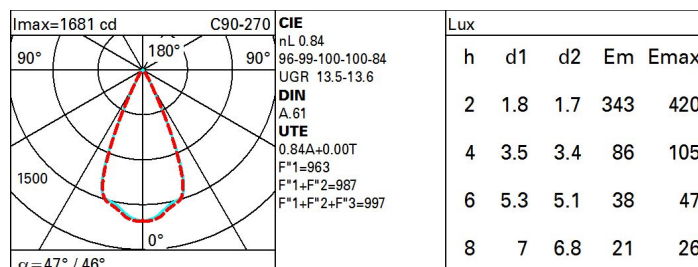 Imax=1681 cd C90-270
90° 180° 90°
1500
0°
α=47° / 46°
CIE
nL 0.84
96-99-100-100-84
UGR 13.5-13.6
DIN
A.61
UTE
0.84A+0.00T
F"1=963
F"1+F"2=987
F"1+F"2+F"3=997
Lux
h d1 d2 Em Emax
2 1.8 1.7 343 420
4 3.5 3.4 86 105
6 5.3 5.1 38 47
8 7 6.8 21 26